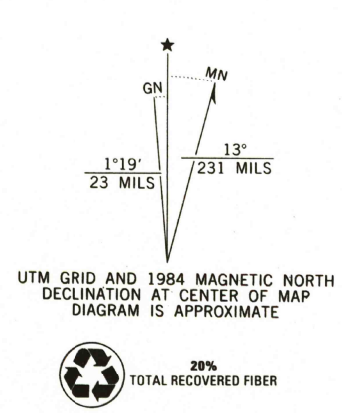 ★
MN
GN
1°19′
23 MILS
13°
231 MILS
UTM GRID AND 1984 MAGNETIC NORTH
DECLINATION AT CENTER OF MAP
DIAGRAM IS APPROXIMATE
20%
TOTAL RECOVERED FIBER